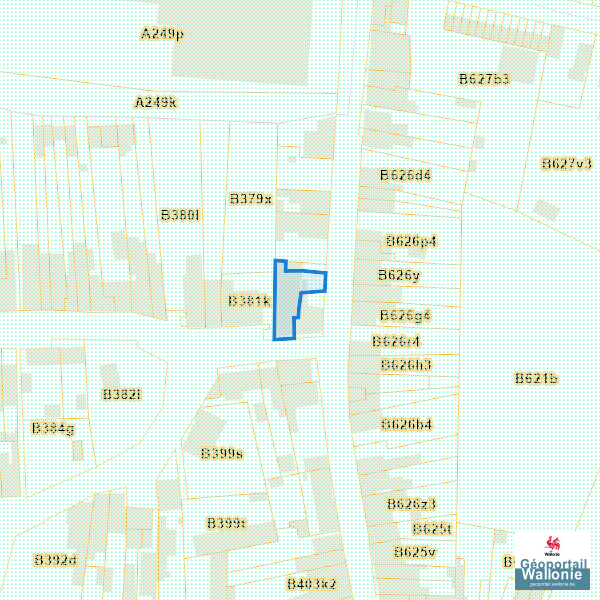 A249p
B627b3
A249k
B627v3
B626d4
B379x
B380l
B626p4
B626y
B381k
B626g4
B626r4
B626h3
B621b
B382l
B626b4
B384g
B399s
B626z3
B399t
B625t
B625v
B392d
B403k2
Wallonie
Géoportail
Wallonie
geoportail.wallonie.be